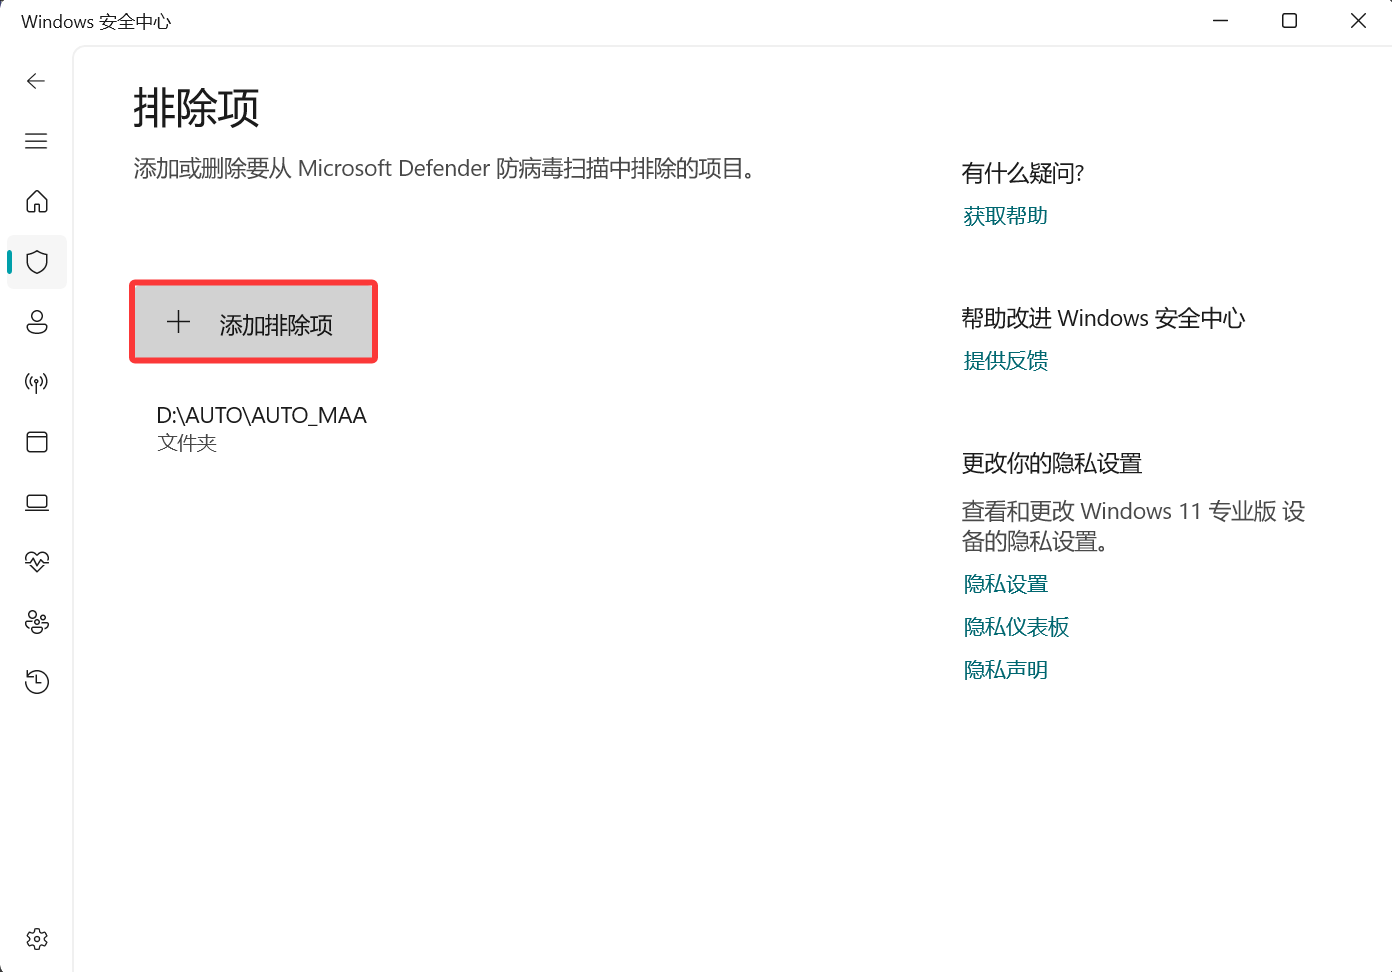 Windows 安全中心
排除项
添加或删除要从 Microsoft Defender 防病毒扫描中排除的项目。
添加排除项
D:\AUTO\AUTO_MAA
文件夹
有什么疑问?
获取帮助
帮助改进 Windows 安全中心
提供反馈
更改你的隐私设置
查看和更改 Windows 11 专业版 设
备的隐私设置。
隐私设置
隐私仪表板
隐私声明